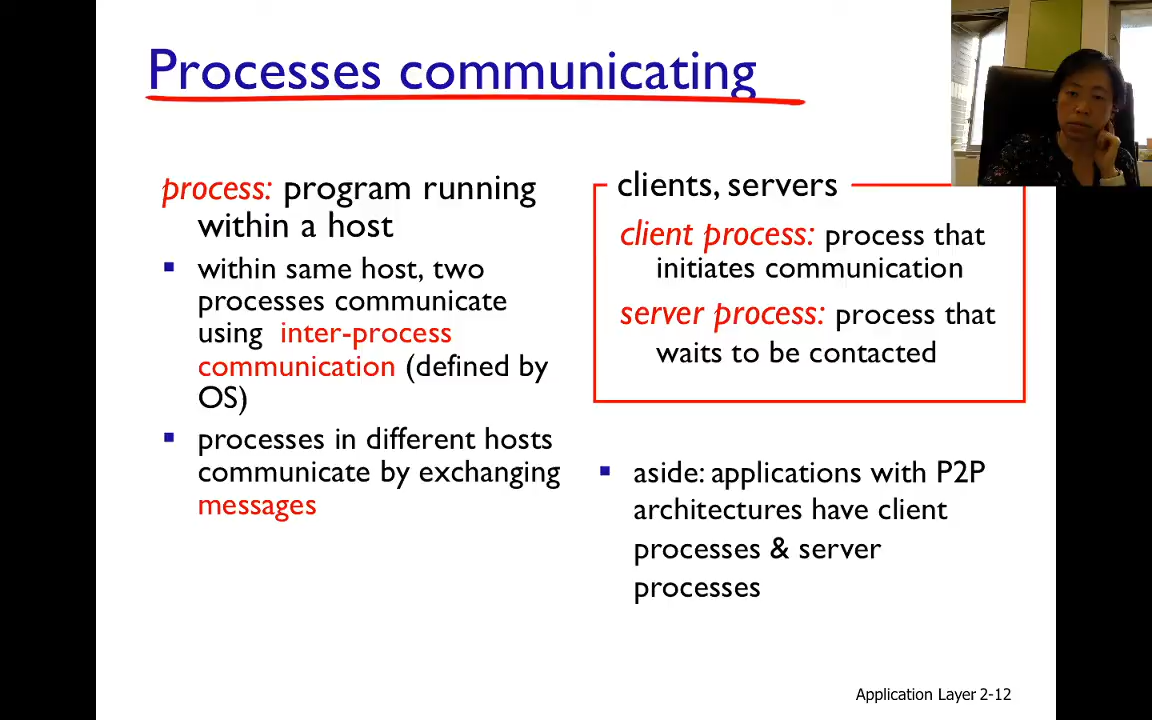 Processes communicating
process: program running
within a host
▪ within same host, two
processes communicate
using inter-process
communication (defined by
OS)
▪ processes in different hosts
communicate by exchanging
messages
clients, servers
client process: process that
initiates communication
server process: process that
waits to be contacted
▪ aside: applications with P2P
architectures have client
processes & server
processes
Application Layer 2-12